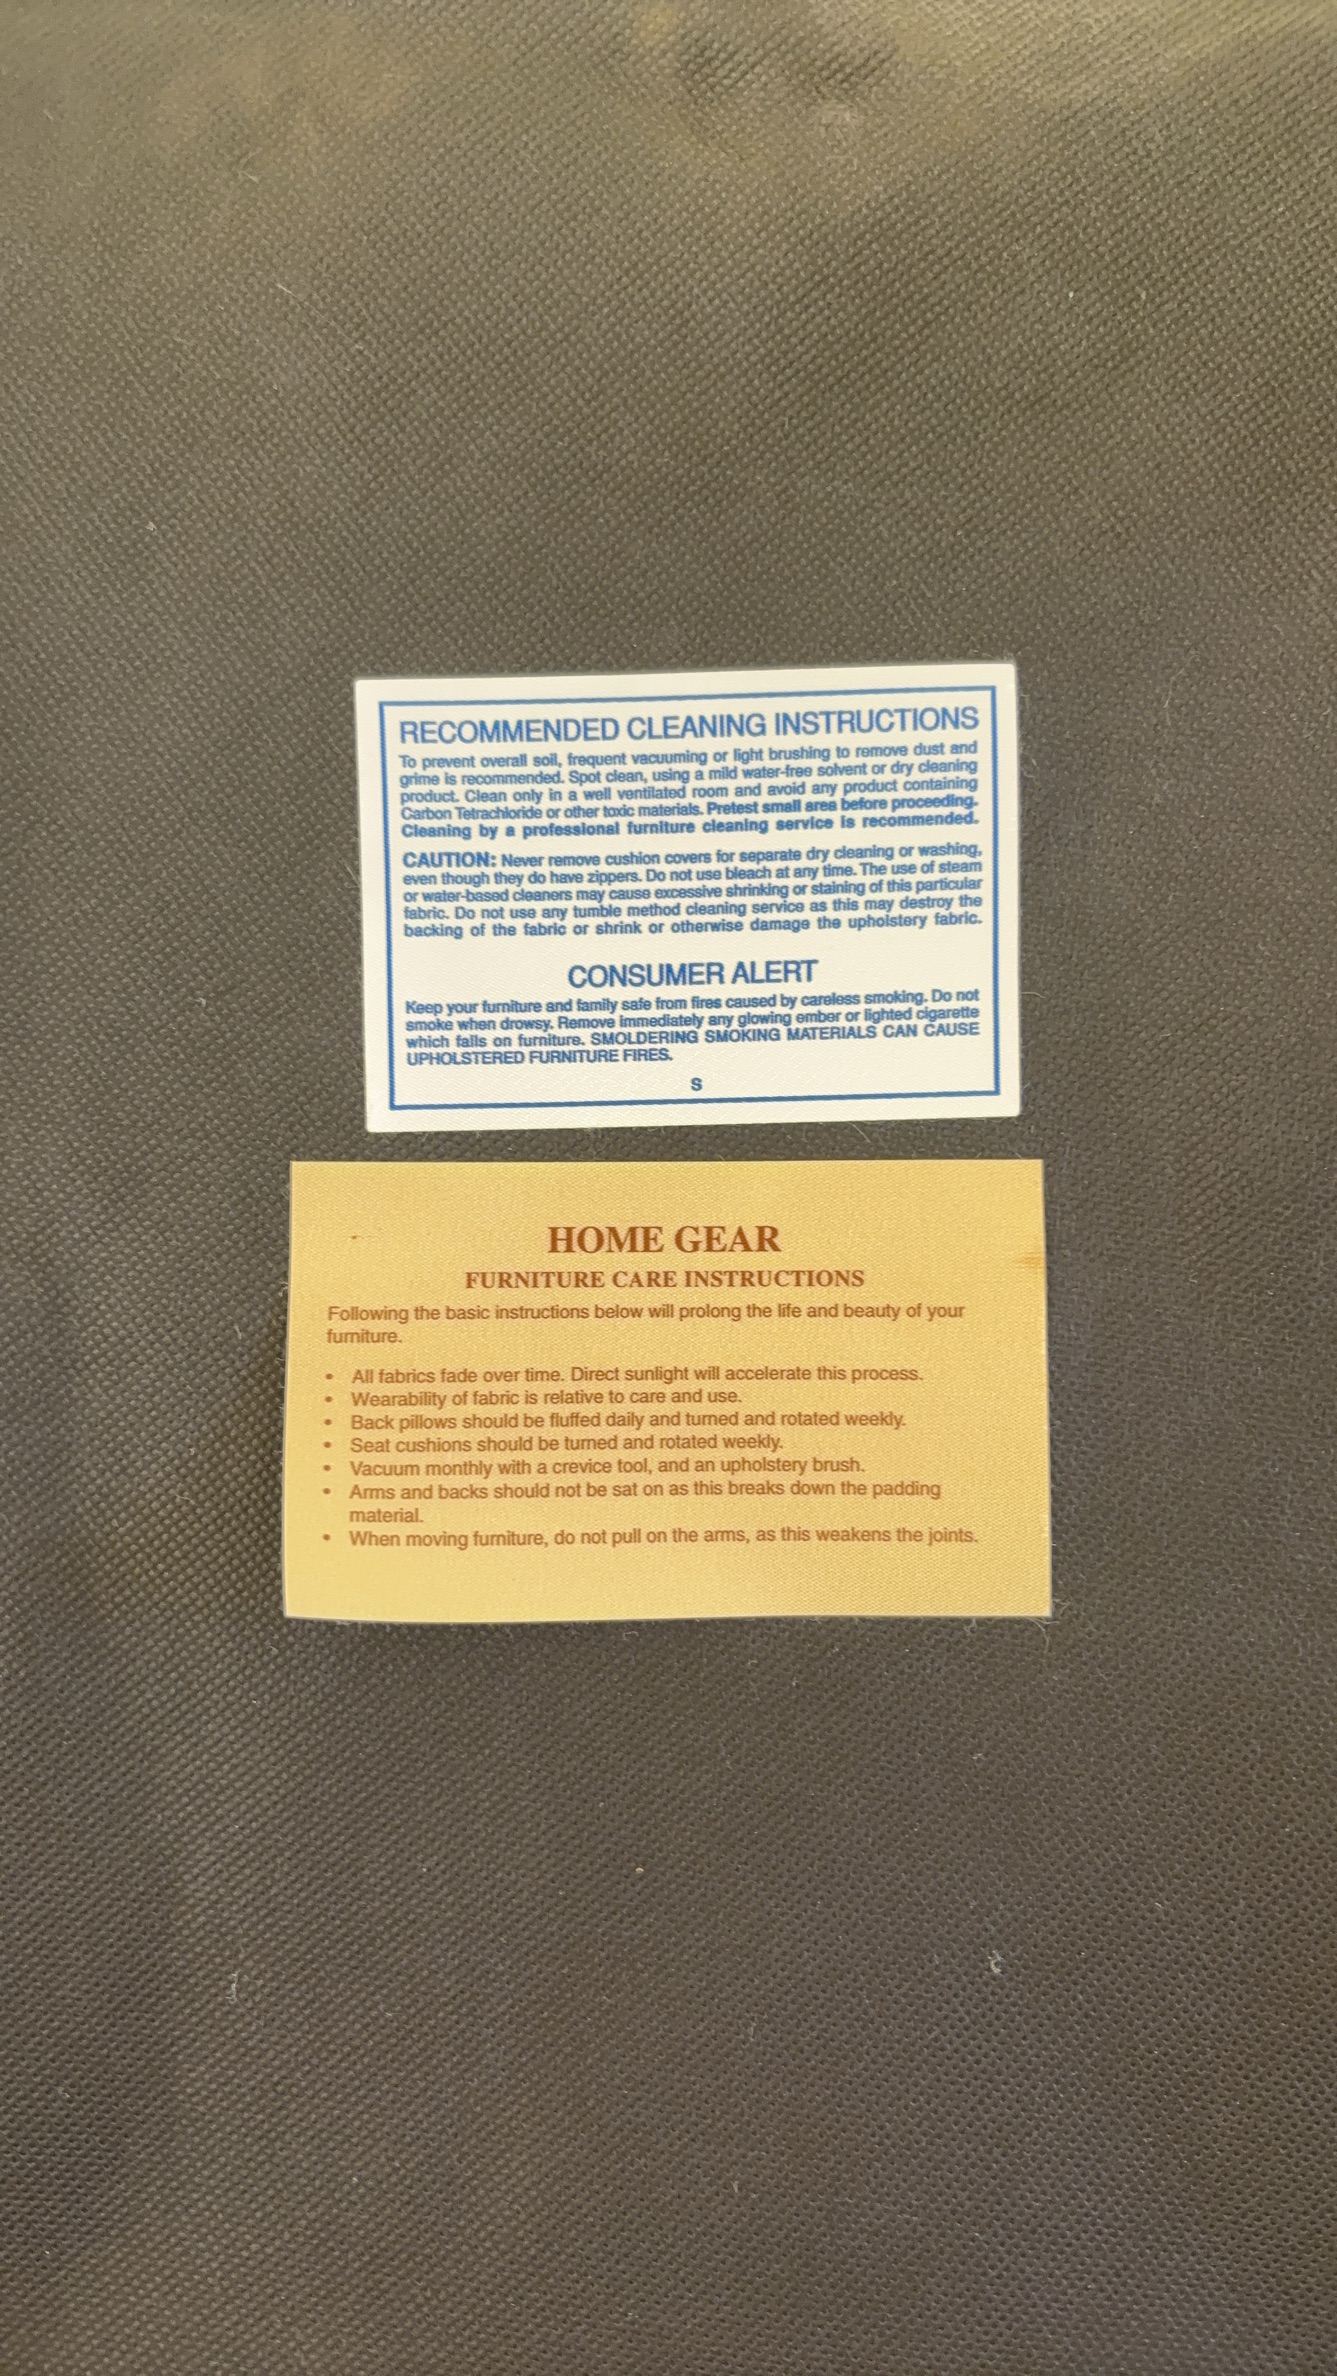 RECOMMENDED CLEANING INSTRUCTIONS
To prevent overall soil, frequent vacuuming or light brushing to remove dust and
grime is recommended. Spot clean, using a mild water-free solvent or dry cleaning
product. Clean only in a well ventilated room and avoid any product containing
Carbon Tetrachloride or other toxic materials. Pretest small area before proceeding.
Cleaning by a professional furniture cleaning service is recommended.
CAUTION: Never remove cushion covers for separate dry cleaning or washing,
even though they do have zippers. Do not use bleach at any time. The use of steam
or water-based cleaners may cause excessive shrinking or staining of this particular
fabric. Do not use any tumble method cleaning service as this may destroy the
backing of the fabric or shrink or otherwise damage the upholstery fabric.
CONSUMER ALERT
Keep your furniture and family safe from fires caused by careless smoking. Do not
smoke when drowsy. Remove immediately any glowing ember or lighted cigarette
which falls on furniture. SMOLDERING SMOKING MATERIALS CAN CAUSE
UPHOLSTERED FURNITURE FIRES.
S
HOME GEAR
FURNITURE CARE INSTRUCTIONS
Following the basic instructions below will prolong the life and beauty of your
furniture.
• All fabrics fade over time. Direct sunlight will accelerate this process.
• Wearability of fabric is relative to care and use.
• Back pillows should be fluffed daily and turned and rotated weekly.
• Seat cushions should be turned and rotated weekly.
• Vacuum monthly with a crevice tool, and an upholstery brush.
• Arms and backs should not be sat on as this breaks down the padding
material.
• When moving furniture, do not pull on the arms, as this weakens the joints.